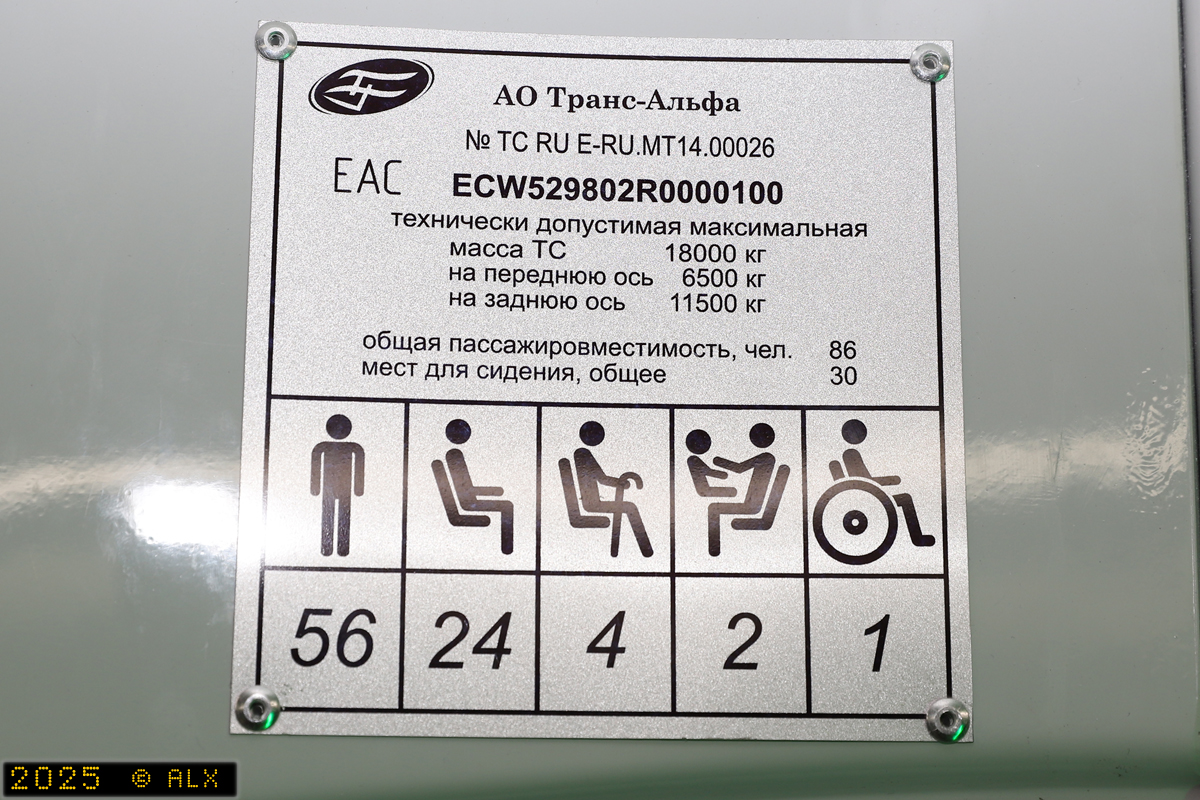 АО Транс-Альфа
№ ТС RU E-RU.MT14.00026
EAC
ECW529802R0000100
технически допустимая максимальная
масса ТС 18000 кг
на переднюю ось 6500 кг
на заднюю ось 11500 кг
общая пассажировместимость, чел. 86
мест для сидения, общее 30
56 24 4 2 1
2025 © ALX